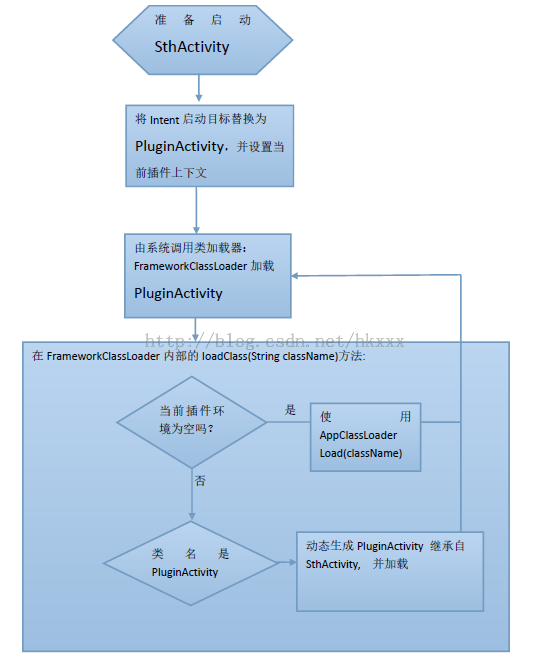 准备启动
SthActivity
将 Intent 启动目标替换为
PluginActivity，并设置当
前插件上下文
由系统调用类加载器：
FrameworkClassLoader 加载
PluginActivity
http://blog.csdn.net/hkxxx
在 FrameworkClassLoader 内部的 loadClass(String className)方法:
当前插件环
境为空吗？
是
使用
AppClassLoader
Load(className)
否
类名是
PluginActivity
动态生成 PluginActivity 继承自
SthActivity, 并加载